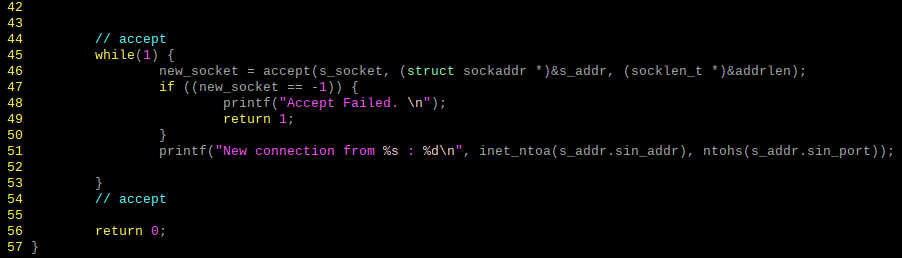 42
43
44         // accept
45         while(1) {
46                 new_socket = accept(s_socket, (struct sockaddr *)&s_addr, (socklen_t *)&addrlen);
47                 if ((new_socket == -1)) {
48                         printf("Accept Failed. \n");
49                         return 1;
50                 }
51                 printf("New connection from %s : %d\n", inet_ntoa(s_addr.sin_addr), ntohs(s_addr.sin_port));
52
53         }
54         // accept
55
56         return 0;
57 }